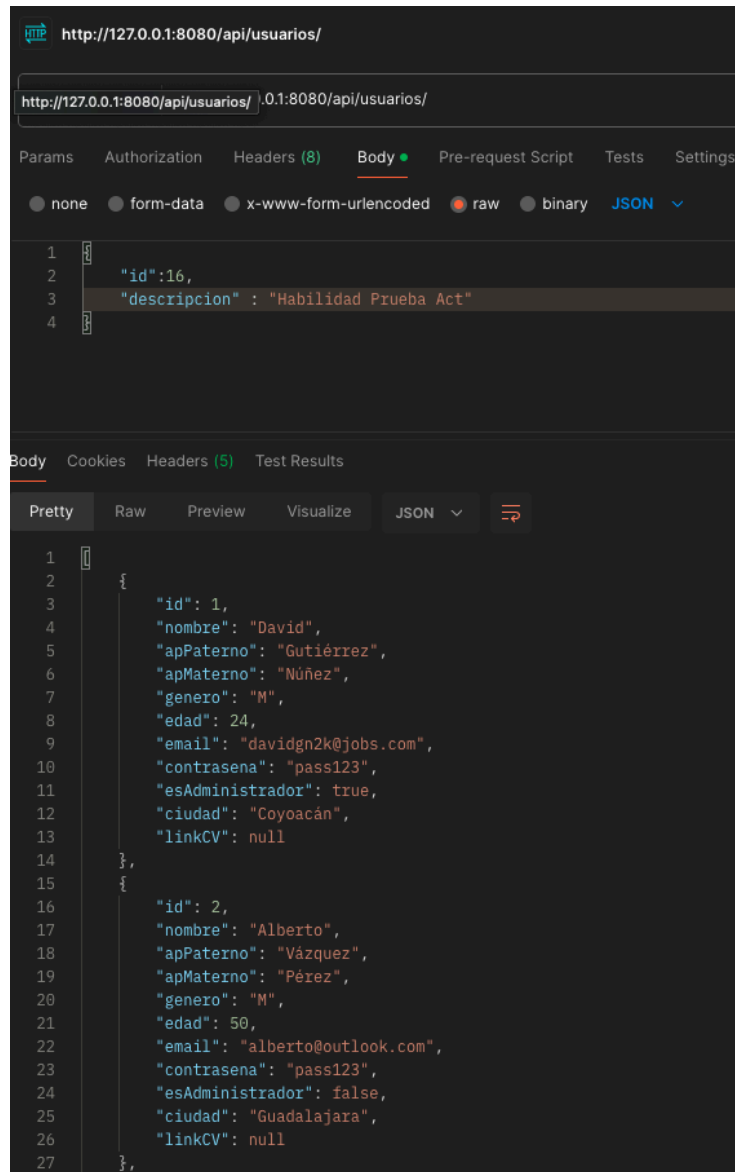 HTTP http://127.0.0.1:8080/api/usuarios/
http://127.0.0.1:8080/api/usuarios/ .0.1:8080/api/usuarios/
Params Authorization Headers (8) Body Pre-request Script Tests Settings
none form-data x-www-form-urlencoded raw binary JSON
1 {
2 "id":16,
3 "descripcion" : "Habilidad Prueba Act"
4 }
Body Cookies Headers (5) Test Results
Pretty Raw Preview Visualize JSON
1 [
2 {
3 "id": 1,
4 "nombre": "David",
5 "apPaterno": "Gutiérrez",
6 "apMaterno": "Núñez",
7 "genero": "M",
8 "edad": 24,
9 "email": "davidgn2k@jobs.com",
10 "contrasena": "pass123",
11 "esAdministrador": true,
12 "ciudad": "Coyoacán",
13 "linkCV": null
14 },
15 {
16 "id": 2,
17 "nombre": "Alberto",
18 "apPaterno": "Vázquez",
19 "apMaterno": "Pérez",
20 "genero": "M",
21 "edad": 50,
22 "email": "alberto@outlook.com",
23 "contrasena": "pass123",
24 "esAdministrador": false,
25 "ciudad": "Guadalajara",
26 "linkCV": null
27 },